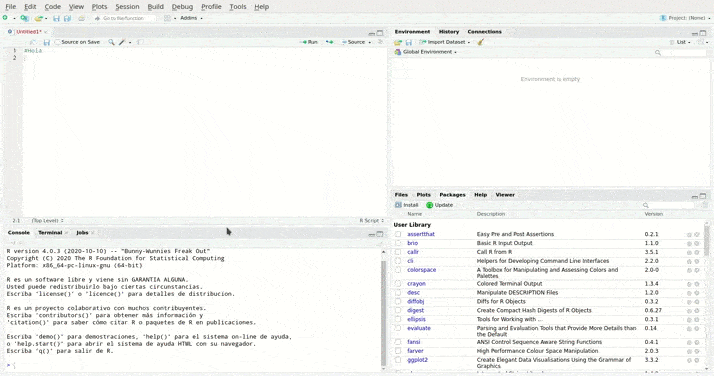 File Edit Code View Plots Session Build Debug Profile Tools Help
Go to file/function Addins Project: (None)
Untitled1*
Source on Save Run Source
1 #Hola
2
2:1 (Top Level) R Script
Console Terminal Jobs
R version 4.0.3 (2020-10-10) -- "Bunny-Wunnies Freak Out"
Copyright (C) 2020 The R Foundation for Statistical Computing
Platform: x86_64-pc-linux-gnu (64-bit)
R es un software libre y viene sin GARANTIA ALGUNA.
Usted puede redistribuirlo bajo ciertas circunstancias.
Escriba 'license()' o 'licence()' para detalles de distribucion.
R es un proyecto colaborativo con muchos contribuyentes.
Escriba 'contributors()' para obtener más información y
'citation()' para saber cómo citar R o paquetes de R en publicaciones.
Escriba 'demo()' para demostraciones, 'help()' para el sistema on-line de ayuda,
o 'help.start()' para abrir el sistema de ayuda HTML con su navegador.
Escriba 'q()' para salir de R.
>
Environment History Connections
Import Dataset List
Global Environment
Environment is empty
Files Plots Packages Help Viewer
Install Update
Name Description Version
User Library
assertthat Easy Pre and Post Assertions 0.2.1
brio Basic R Input Output 1.1.0
callr Call R from R 3.5.1
cli Helpers for Developing Command Line Interfaces 2.2.0
colorspace A Toolbox for Manipulating and Assessing Colors and Palettes 2.0-0
crayon Colored Terminal Output 1.3.4
desc Manipulate DESCRIPTION Files 1.2.0
diffobj Diffs for R Objects 0.3.2
digest Create Compact Hash Digests of R Objects 0.6.27
ellipsis Tools for Working with ... 0.3.1
evaluate Parsing and Evaluation Tools that Provide More Details than the Default 0.14
fansi ANSI Control Sequence Aware String Functions 0.4.1
farver High Performance Colour Space Manipulation 2.0.3
ggplot2 Create Elegant Data Visualisations Using the Grammar of Graphics 3.3.2